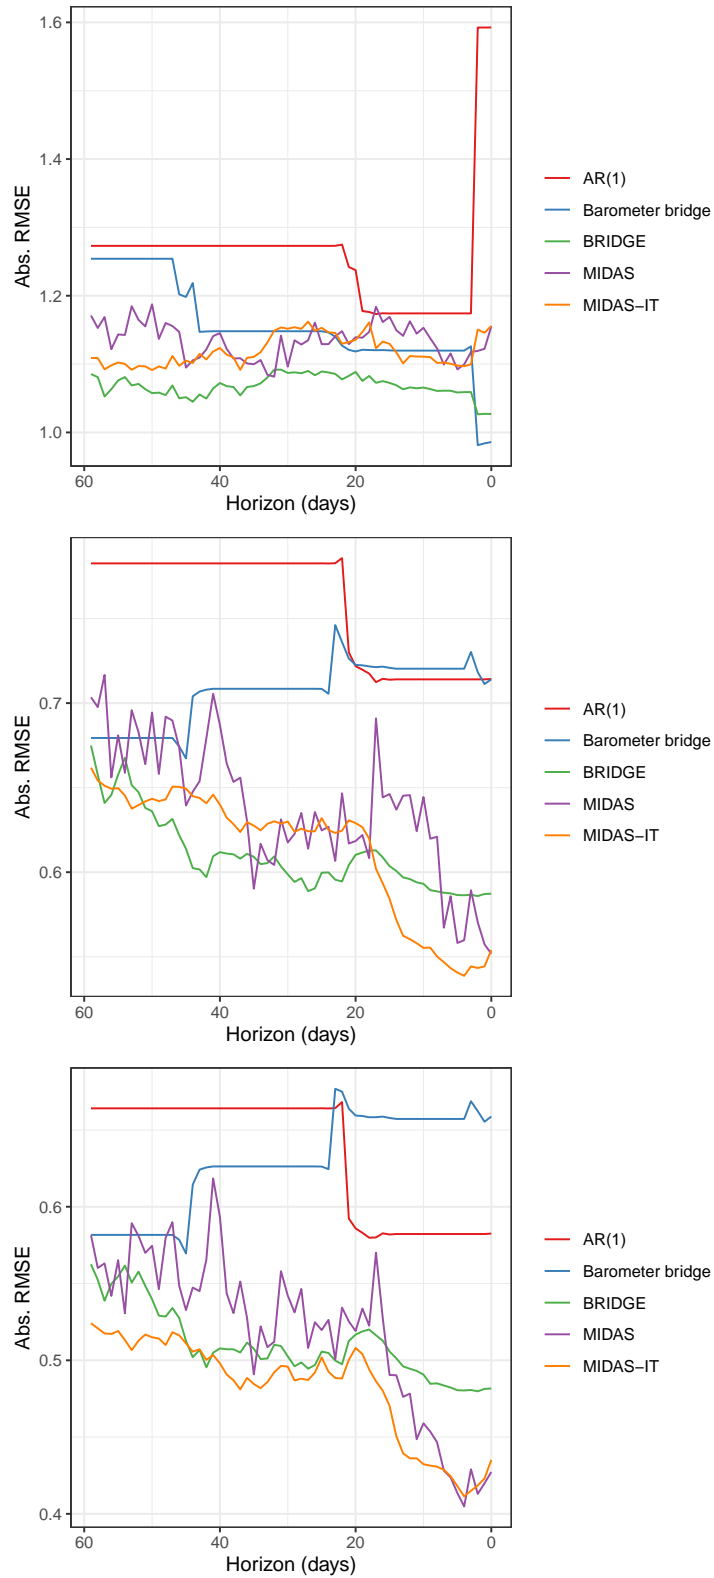 1.6
1.4
1.2
1.0
Abs. RMSE
60
40
20
0
Horizon (days)
AR(1)
Barometer bridge
BRIDGE
MIDAS
MIDAS−IT
0.7
0.6
Abs. RMSE
60
40
20
0
Horizon (days)
AR(1)
Barometer bridge
BRIDGE
MIDAS
MIDAS−IT
0.6
0.5
0.4
Abs. RMSE
60
40
20
0
Horizon (days)
AR(1)
Barometer bridge
BRIDGE
MIDAS
MIDAS−IT